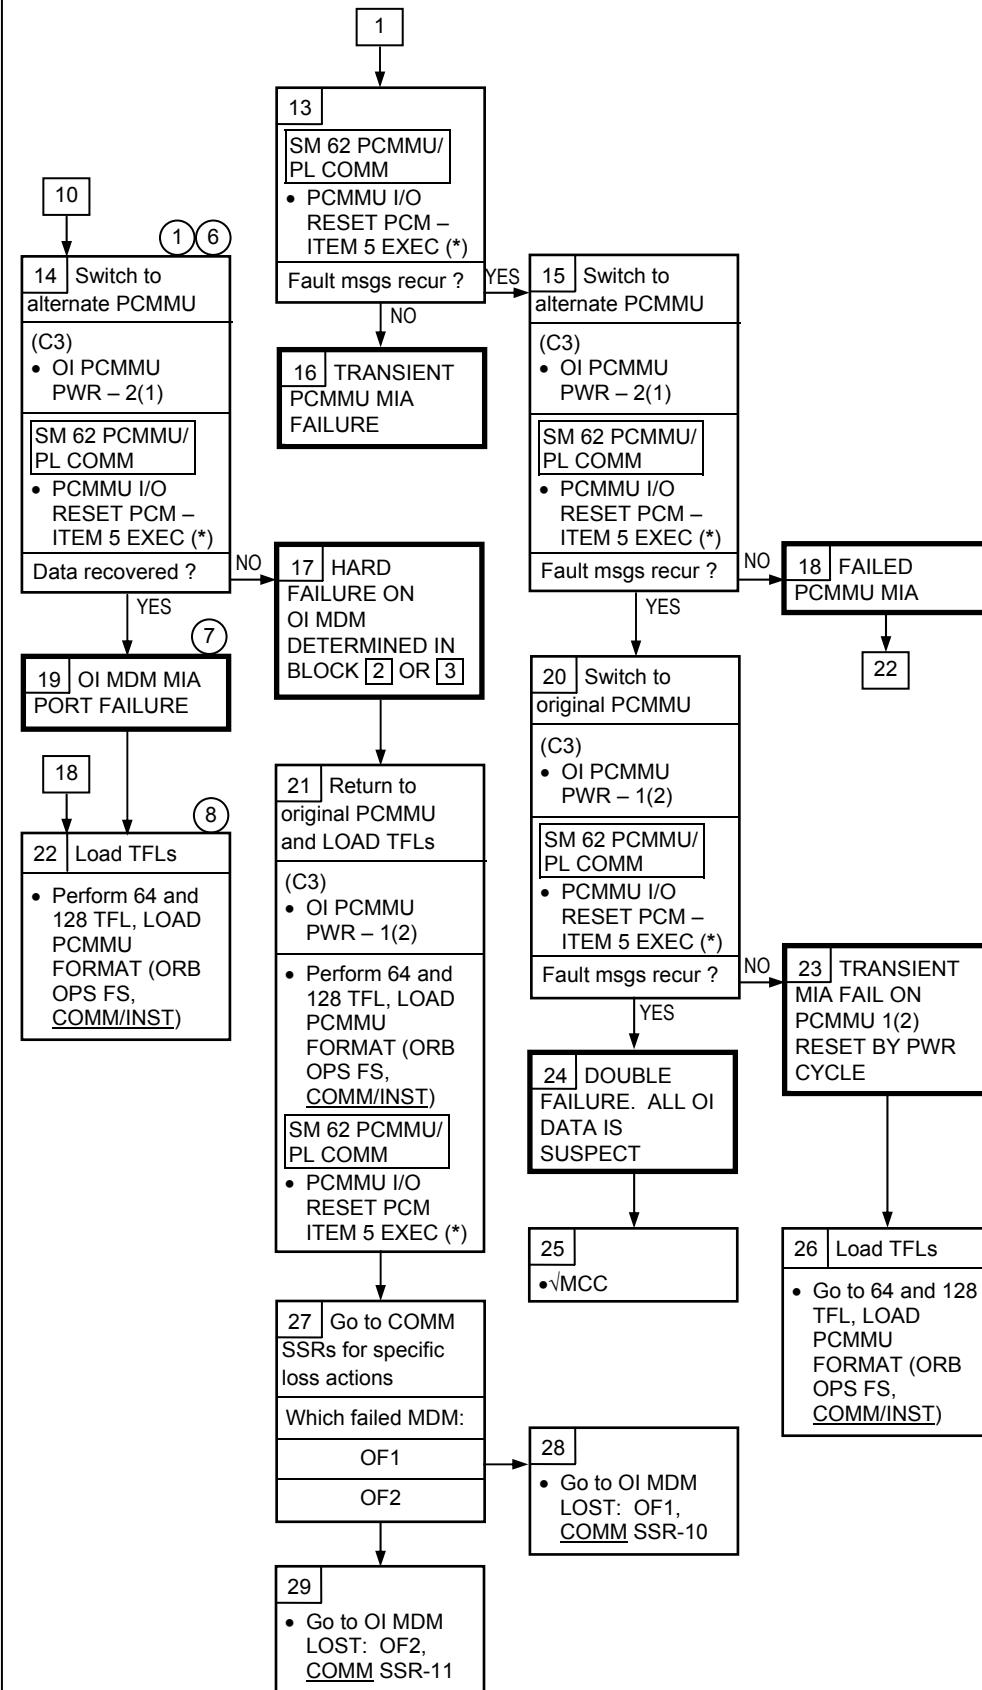 1
13
SM 62 PCMMU/
PL COMM
• PCMMU I/O
RESET PCM –
ITEM 5 EXEC (*)
Fault msgs recur ?
YES
NO
10
1 6
14 Switch to
alternate PCMMU
(C3)
• OI PCMMU
PWR – 2(1)
SM 62 PCMMU/
PL COMM
• PCMMU I/O
RESET PCM –
ITEM 5 EXEC (*)
Data recovered ?
NO
YES
15 Switch to
alternate PCMMU
(C3)
• OI PCMMU
PWR – 2(1)
SM 62 PCMMU/
PL COMM
• PCMMU I/O
RESET PCM –
ITEM 5 EXEC (*)
Fault msgs recur ?
NO
YES
16 TRANSIENT
PCMMU MIA
FAILURE
17 HARD
FAILURE ON
OI MDM
DETERMINED IN
BLOCK 2 OR 3
18 FAILED
PCMMU MIA
22
7
19 OI MDM MIA
PORT FAILURE
20 Switch to
original PCMMU
(C3)
• OI PCMMU
PWR – 1(2)
SM 62 PCMMU/
PL COMM
• PCMMU I/O
RESET PCM –
ITEM 5 EXEC (*)
Fault msgs recur ?
NO
YES
21 Return to
original PCMMU
and LOAD TFLs
(C3)
• OI PCMMU
PWR – 1(2)
• Perform 64 and
128 TFL, LOAD
PCMMU
FORMAT (ORB
OPS FS,
COMM/INST)
SM 62 PCMMU/
PL COMM
• PCMMU I/O
RESET PCM
ITEM 5 EXEC (*)
18
8
22 Load TFLs
• Perform 64 and
128 TFL, LOAD
PCMMU
FORMAT (ORB
OPS FS,
COMM/INST)
23 TRANSIENT
MIA FAIL ON
PCMMU 1(2)
RESET BY PWR
CYCLE
24 DOUBLE
FAILURE. ALL OI
DATA IS
SUSPECT
25
•√MCC
26 Load TFLs
• Go to 64 and 128
TFL, LOAD
PCMMU
FORMAT (ORB
OPS FS,
COMM/INST)
27 Go to COMM
SSRs for specific
loss actions
Which failed MDM:
OF1
OF2
28
• Go to OI MDM
LOST: OF1,
COMM SSR-10
29
• Go to OI MDM
LOST: OF2,
COMM SSR-11